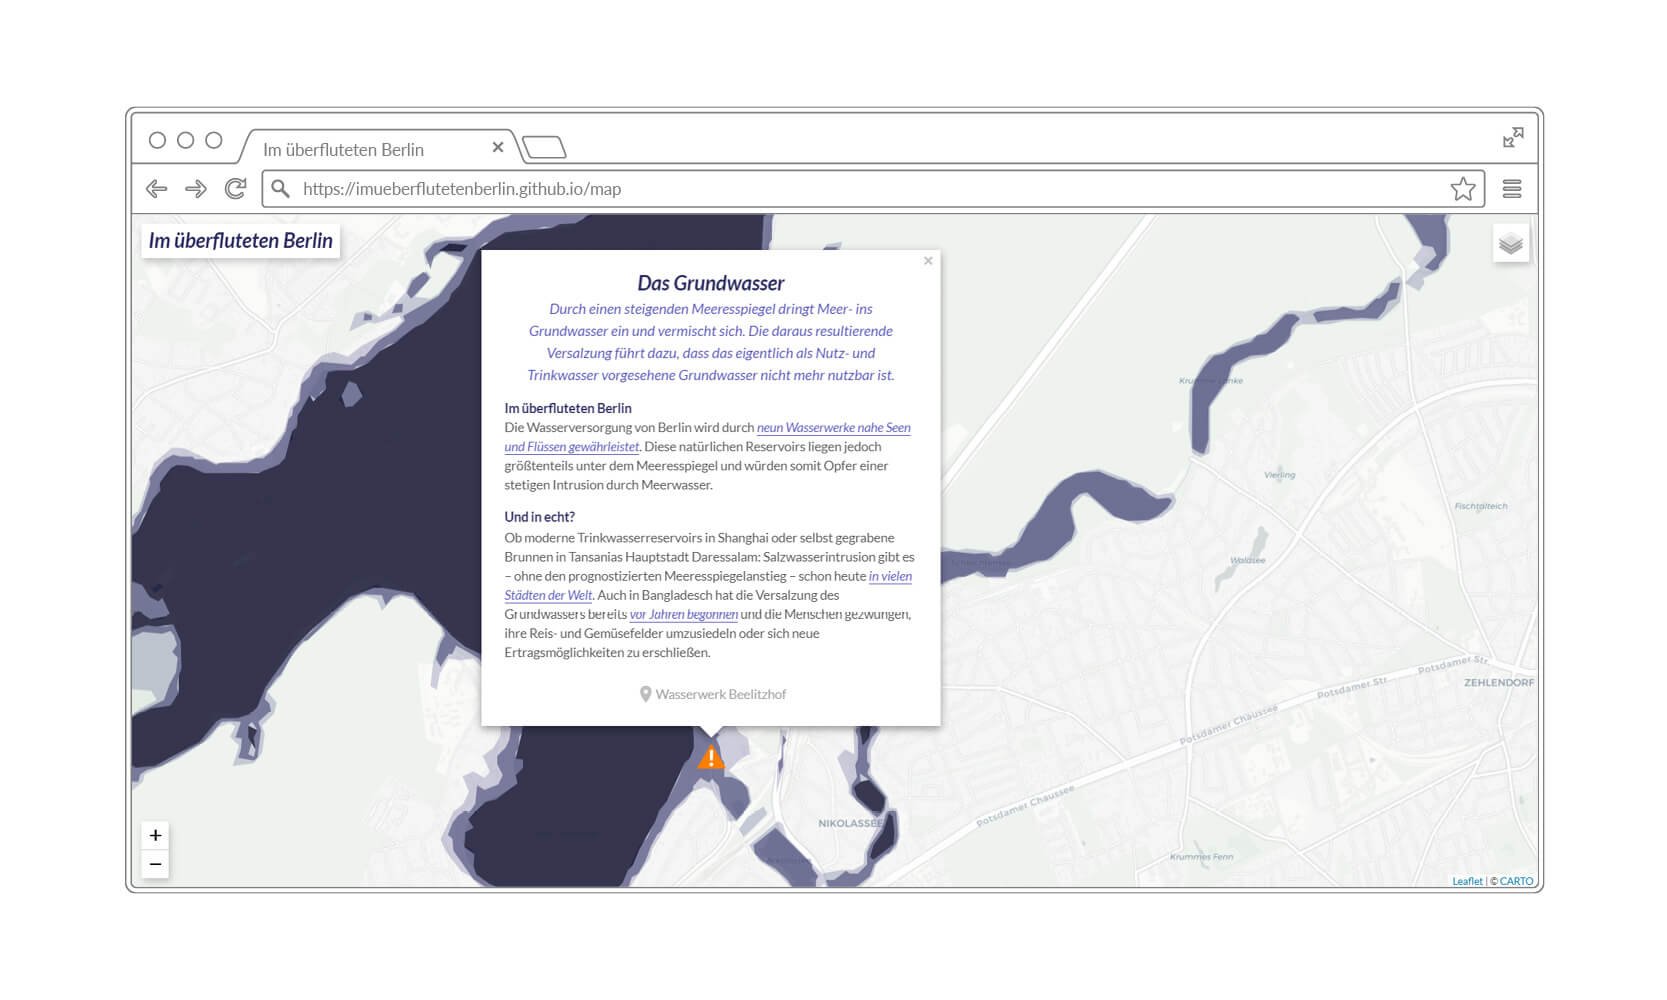 Im überfluteten Berlin
https://imueberflutetenberlin.github.io/map
Im überfluteten Berlin
Das Grundwasser
Durch einen steigenden Meeresspiegel dringt Meer- ins
Grundwasser ein und vermischt sich. Die daraus resultierende
Versalzung führt dazu, dass das eigentlich als Nutz- und
Trinkwasser vorgesehene Grundwasser nicht mehr nutzbar ist.
Im überfluteten Berlin
Die Wasserversorgung von Berlin wird durch neun Wasserwerke nahe Seen
und Flüssen gewährleistet. Diese natürlichen Reservoirs liegen jedoch
größtenteils unter dem Meeresspiegel und würden somit Opfer einer
stetigen Intrusion durch Meerwasser.
Und in echt?
Ob moderne Trinkwasserreservoirs in Shanghai oder selbst gegrabene
Brunnen in Tansanias Hauptstadt Daressalam: Salzwasserintrusion gibt es
– ohne den prognostizierten Meeresspiegelanstieg – schon heute in vielen
Städten der Welt. Auch in Bangladesch hat die Versalzung des
Grundwassers bereits vor Jahren begonnen und die Menschen gezwungen,
ihre Reis- und Gemüsefelder umzusiedeln oder sich neue
Ertragsmöglichkeiten zu erschließen.
Wasserwerk Beelitzhof
Krumme Lanke
Vierling
Fischtalteich
Waldsee
Potsdamer Str.
ZEHLENDORF
Potsdamer Str.
Potsdamer Chaussee
Potsdamer Chaussee
NIKOLASSEE
Krummes Fenn
+
−
Leaflet | © CARTO